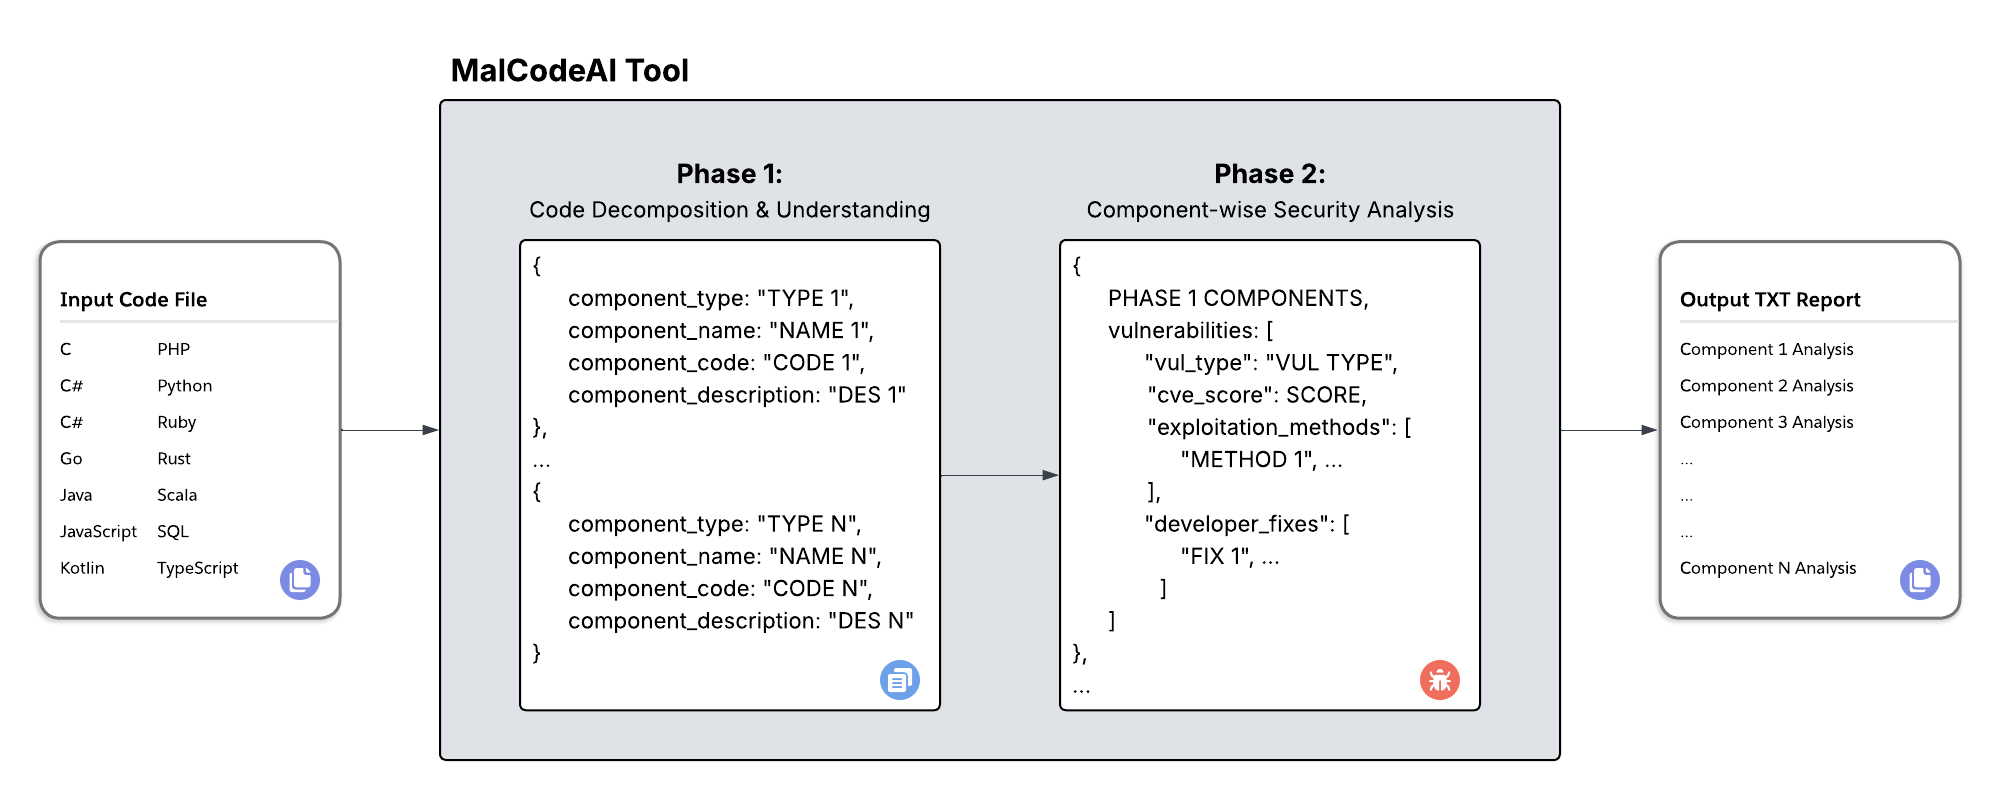 MalCodeAI Tool
Input Code File
C PHP
C# Python
C# Ruby
Go Rust
Java Scala
JavaScript SQL
Kotlin TypeScript
Phase 1:
Code Decomposition & Understanding
{
component_type: "TYPE 1",
component_name: "NAME 1",
component_code: "CODE 1",
component_description: "DES 1"
},
...
{
component_type: "TYPE N",
component_name: "NAME N",
component_code: "CODE N",
component_description: "DES N"
}
Phase 2:
Component-wise Security Analysis
{
PHASE 1 COMPONENTS,
vulnerabilities: [
"vul_type": "VUL TYPE",
"cve_score": SCORE,
"exploitation_methods": [
"METHOD 1", ...
],
"developer_fixes": [
"FIX 1", ...
]
]
},
...
Output TXT Report
Component 1 Analysis
Component 2 Analysis
Component 3 Analysis
...
...
...
Component N Analysis